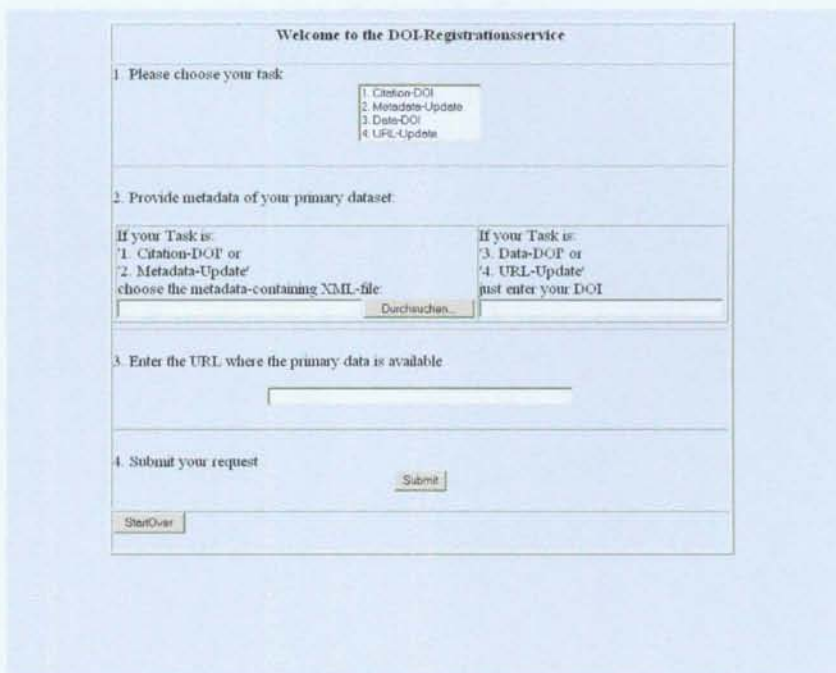 Welcome to the DOI-Registrationsservice
1. Please choose your task
1. Citation-DOI
2. Metadata-Update
3. Data-DOI
4. URL-Update
2. Provide metadata of your primary dataset:
If your Task is:
'1. Citation-DOI' or
'2. Metadata-Update'
choose the metadata-containing XML-file:
Durchsuchen...
If your Task is:
'3. Data-DOI' or
'4. URL-Update'
just enter your DOI
3. Enter the URL where the primary data is available
4. Submit your request
Submit
StartOver